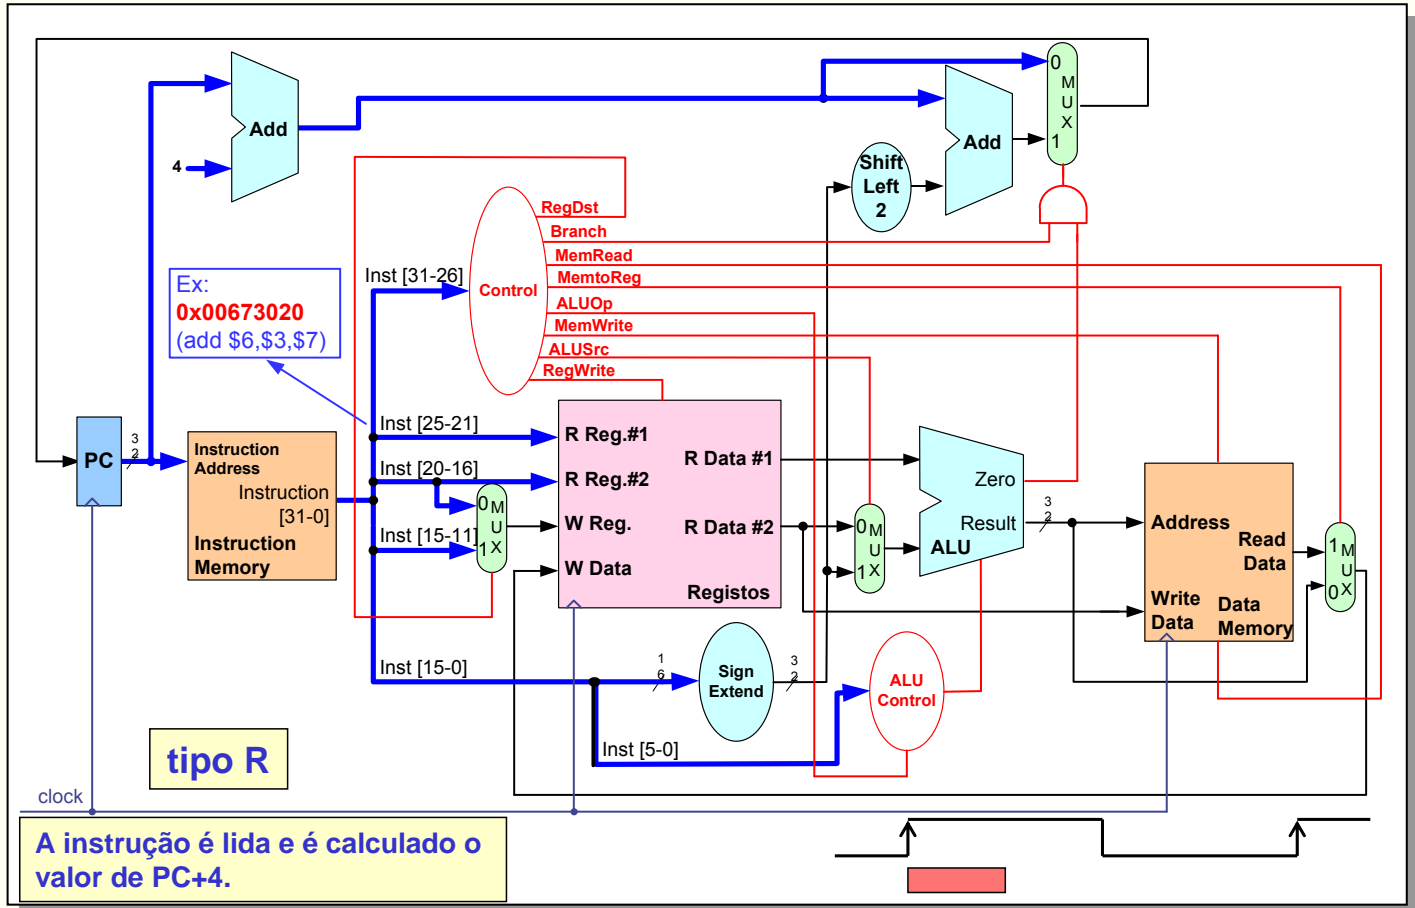 0
M
U
X
1
Add
4
Shift
Left
2
Add
RegDst
Branch
MemRead
MemtoReg
ALUOp
MemWrite
ALUSrc
RegWrite
Control
Inst [31-26]
Ex:
0x00673020
(add $6,$3,$7)
PC
32
Instruction
Address
Instruction
[31-0]
Instruction
Memory
Inst [25-21]
Inst [20-16]
Inst [15-11]
0
M
U
X
1
R Reg.#1
R Reg.#2
W Reg.
W Data
R Data #1
R Data #2
Registos
0
M
U
X
1
Zero
Result
ALU
32
Address
Read
Data
Write
Data
Data
Memory
1
M
U
X
0
Inst [15-0]
16
Sign
Extend
32
ALU
Control
Inst [5-0]
tipo R
clock
A instrução é lida e é calculado o
valor de PC+4.